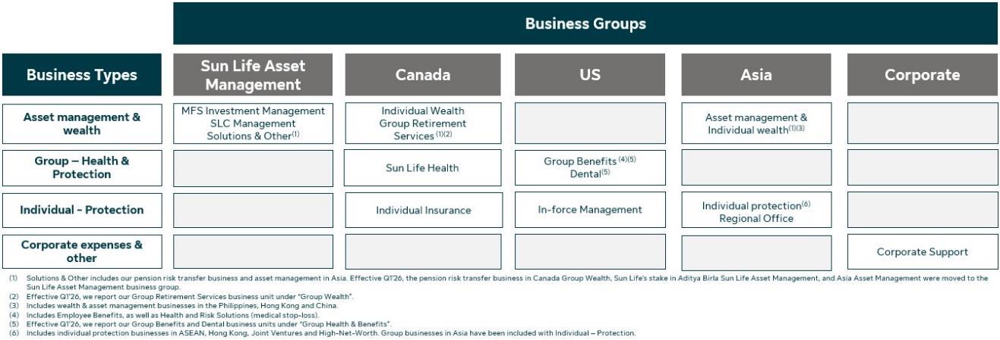 Business Groups
Business Types
Sun Life Asset
Management
Canada
US
Asia
Corporate
Asset management &
wealth
MFS Investment Management
SLC Management
Solutions & Other(1)
Individual Wealth
Group Retirement
Services (1)(2)
Asset management &
Individual wealth(1)(3)
Group – Health &
Protection
Sun Life Health
Group Benefits (4)(5)
Dental(5)
Individual - Protection
Individual Insurance
In-force Management
Individual protection(6)
Regional Office
Corporate expenses &
other
Corporate Support
(1) Solutions & Other includes our pension risk transfer business and asset management in Asia. Effective Q1'26, the pension risk transfer business in Canada Group Wealth, Sun Life's stake in Aditya Birla Sun Life Asset Management, and Asia Asset Management were moved to the
Sun Life Asset Management business group.
(2) Effective Q1'26, we report our Group Retirement Services business unit under "Group Wealth".
(3) Includes wealth & asset management businesses in the Philippines, Hong Kong and China.
(4) Includes Employee Benefits, as well as Health and Risk Solutions (medical stop-loss).
(5) Effective Q1'26, we report our Group Benefits and Dental business units under "Group Health & Benefits".
(6) Includes individual protection businesses in ASEAN, Hong Kong, Joint Ventures and High-Net-Worth. Group businesses in Asia have been included with Individual – Protection.